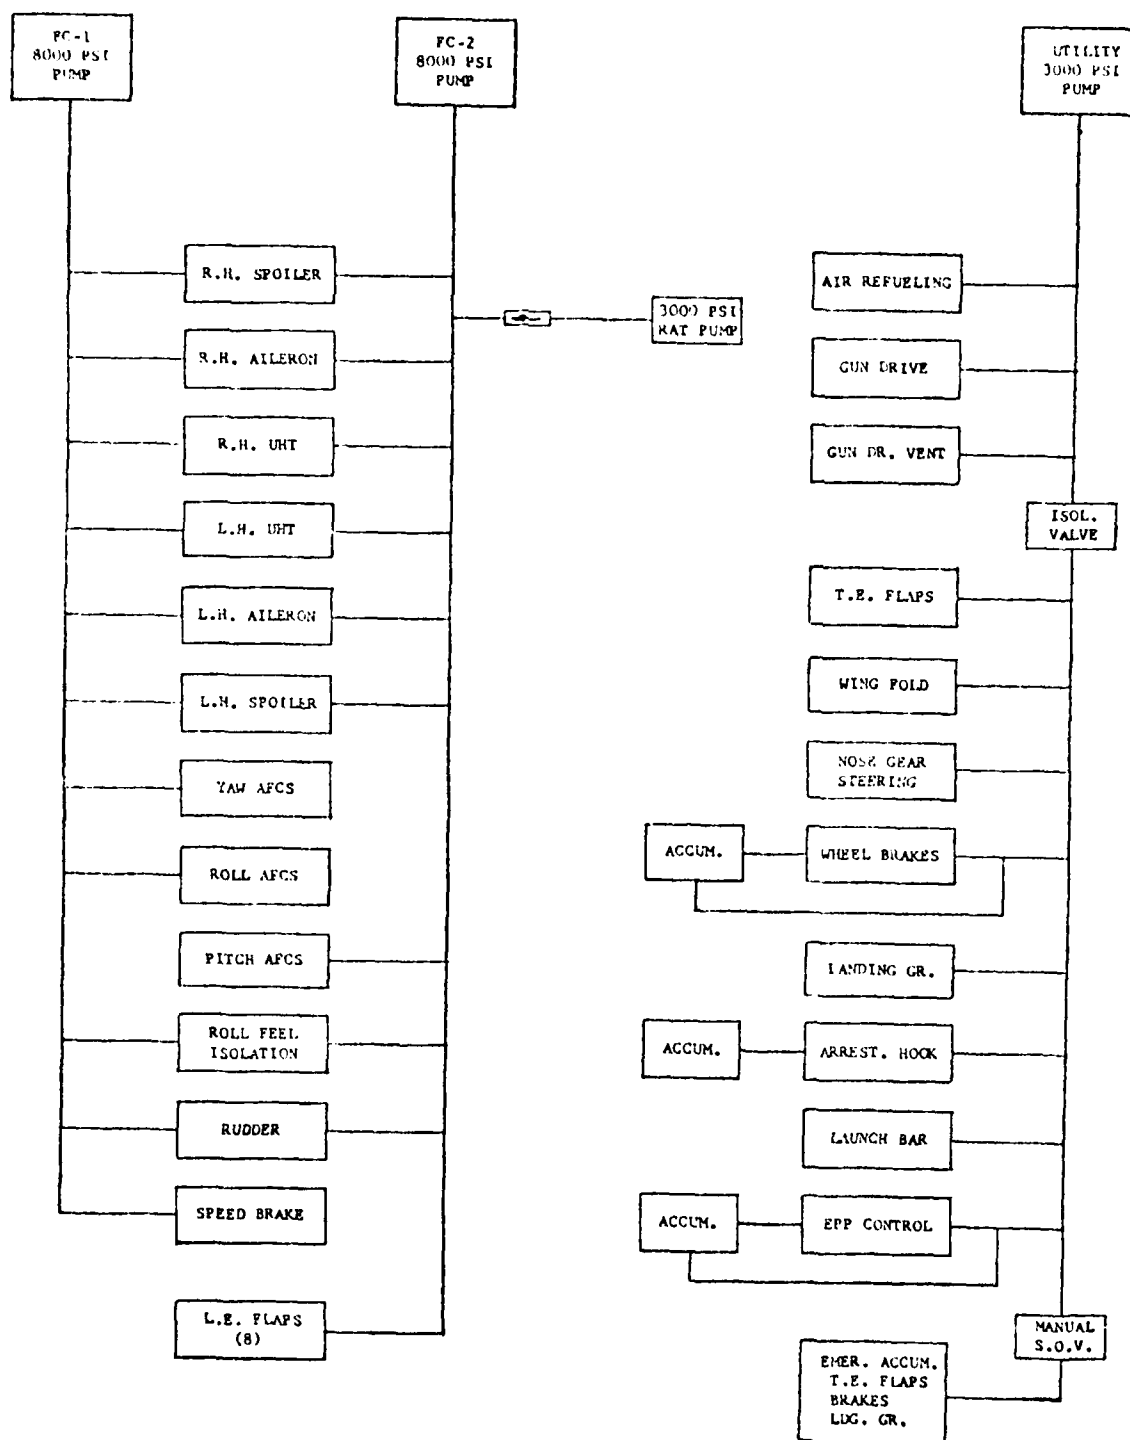 FC-1
8000 PSI
PUMP
FC-2
8000 PSI
PUMP
UTILITY
3000 PSI
PUMP
R.H. SPOILER
R.H. AILERON
R.H. UHT
L.H. UHT
L.H. AILERON
L.H. SPOILER
YAW AFCS
ROLL AFCS
PITCH AFCS
ROLL FEEL
ISOLATION
RUDDER
SPEED BRAKE
L.E. FLAPS
(8)
3000 PSI
RAT PUMP
AIR REFUELING
GUN DRIVE
GUN DR. VENT
ISOL.
VALVE
T.E. FLAPS
WING FOLD
NOSE GEAR
STEERING
ACCUM.
WHEEL BRAKES
LANDING GR.
ACCUM.
ARREST. HOOK
LAUNCH BAR
ACCUM.
EPP CONTROL
MANUAL
S.O.V.
EMER. ACCUM.
T.E. FLAPS
BRAKES
LDG. GR.